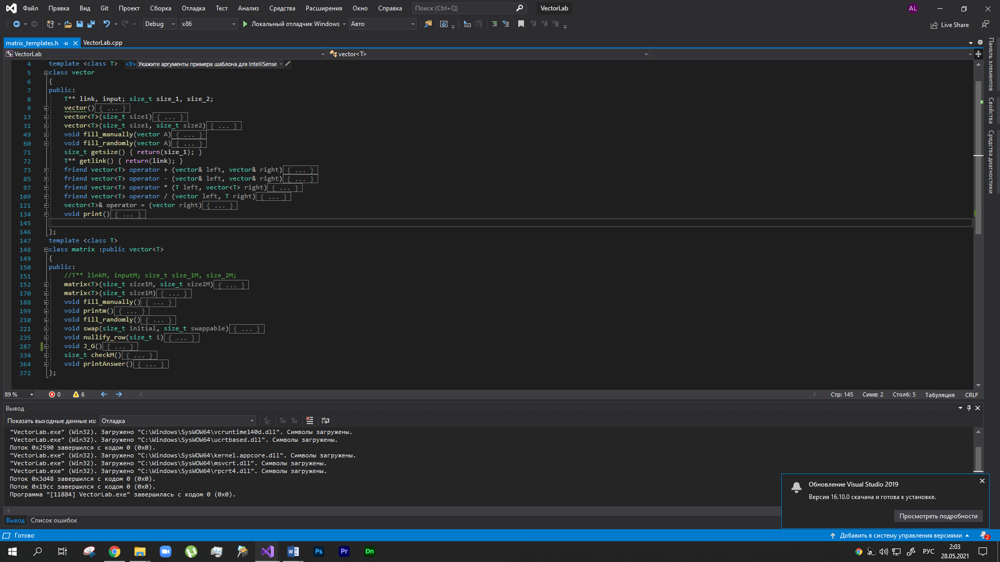 Файл Правка Вид Git Проект Сборка Отладка Тест Анализ Средства Расширения Окно Справка Поиск (Ctrl+Q) VectorLab AL
Debug x86 Локальный отладчик Windows Авто Live Share
matrix_templates.h VectorLab.cpp
VectorLab vector<T>
4 template <class T> <T> Укажите аргументы примера шаблона для IntelliSense
5 class vector
6 {
7 public:
8 T** link, input; size_t size_1, size_2;
9 vector() { ... }
13 vector<T>(size_t size1) { ... }
31 vector<T>(size_t size1, size_t size2) { ... }
49 void fill_manually(vector A) { ... }
60 void fill_randomly(vector A) { ... }
71 size_t getsize() { return(size_1); }
72 T** getlink() { return(link); }
73 friend vector<T> operator + (vector& left, vector& right) { ... }
85 friend vector<T> operator - (vector& left, vector& right) { ... }
97 friend vector<T> operator * (T left, vector<T> right) { ... }
109 friend vector<T> operator / (vector left, T right) { ... }
121 vector<T>& operator = (vector right) { ... }
134 void print() { ... }
145
146 };
147 template <class T>
148 class matrix :public vector<T>
149 {
150 public:
151 //T** linkM, inputM; size_t size_1M, size_2M;
152 matrix<T>(size_t size1M, size_t size2M) { ... }
170 matrix<T>(size_t size1M) { ... }
188 void fill_manually() { ... }
199 void printm() { ... }
210 void fill_randomly() { ... }
221 void swap(size_t initial, size_t swappable) { ... }
235 void nullify_row(size_t i) { ... }
287 void J_G() { ... }
334 size_t checkM() { ... }
364 void printAnswer() { ... }
372 };
Панель элементов
Свойства
Средства диагностики
89 % 0 6 Стр: 145 Симв: 2 Столб: 5 Табуляция CRLF
Вывод
Показать выходные данные из: Отладка
"VectorLab.exe" (Win32). Загружено "C:\Windows\SysWOW64\vcruntime140d.dll". Символы загружены.
"VectorLab.exe" (Win32). Загружено "C:\Windows\SysWOW64\ucrtbased.dll". Символы загружены.
Поток 0x2590 завершился с кодом 0 (0x0).
"VectorLab.exe" (Win32). Загружено "C:\Windows\SysWOW64\kernel.appcore.dll". Символы загружены.
"VectorLab.exe" (Win32). Загружено "C:\Windows\SysWOW64\msvcrt.dll". Символы загружены.
"VectorLab.exe" (Win32). Загружено "C:\Windows\SysWOW64\rpcrt4.dll". Символы загружены.
Поток 0x3d48 завершился с кодом 0 (0x0).
Поток 0x19cc завершился с кодом 0 (0x0).
Программа "[11884] VectorLab.exe" завершилась с кодом 0 (0x0).
Обновление Visual Studio 2019
Версия 16.10.0 скачана и готова к установке.
Просмотреть подробности
Вывод Список ошибок
Готово Добавить в систему управления версиями 2
Ps Pr Dn РУС 2:03
28.05.2021